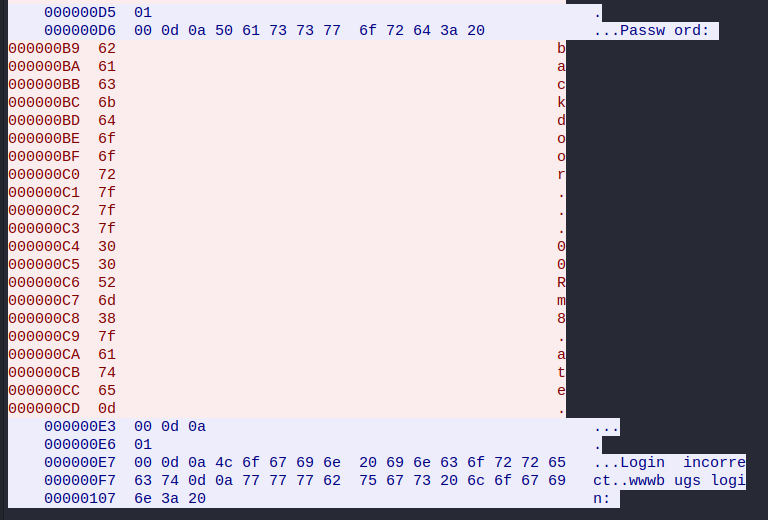 000000D5 01 .
000000D6 00 0d 0a 50 61 73 73 77 6f 72 64 3a 20 ...Passw ord:
000000B9 62 b
000000BA 61 a
000000BB 63 c
000000BC 6b k
000000BD 64 d
000000BE 6f o
000000BF 6f o
000000C0 72 r
000000C1 7f .
000000C2 7f .
000000C3 7f .
000000C4 30 0
000000C5 30 0
000000C6 52 R
000000C7 6d m
000000C8 38 8
000000C9 7f .
000000CA 61 a
000000CB 74 t
000000CC 65 e
000000CD 0d .
000000E3 00 0d 0a ...
000000E6 01 .
000000E7 00 0d 0a 4c 6f 67 69 6e 20 69 6e 63 6f 72 72 65 ...Login incorre
000000F7 63 74 0d 0a 77 77 77 62 75 67 73 20 6c 6f 67 69 ct..wwwb ugs logi
00000107 6e 3a 20 n: